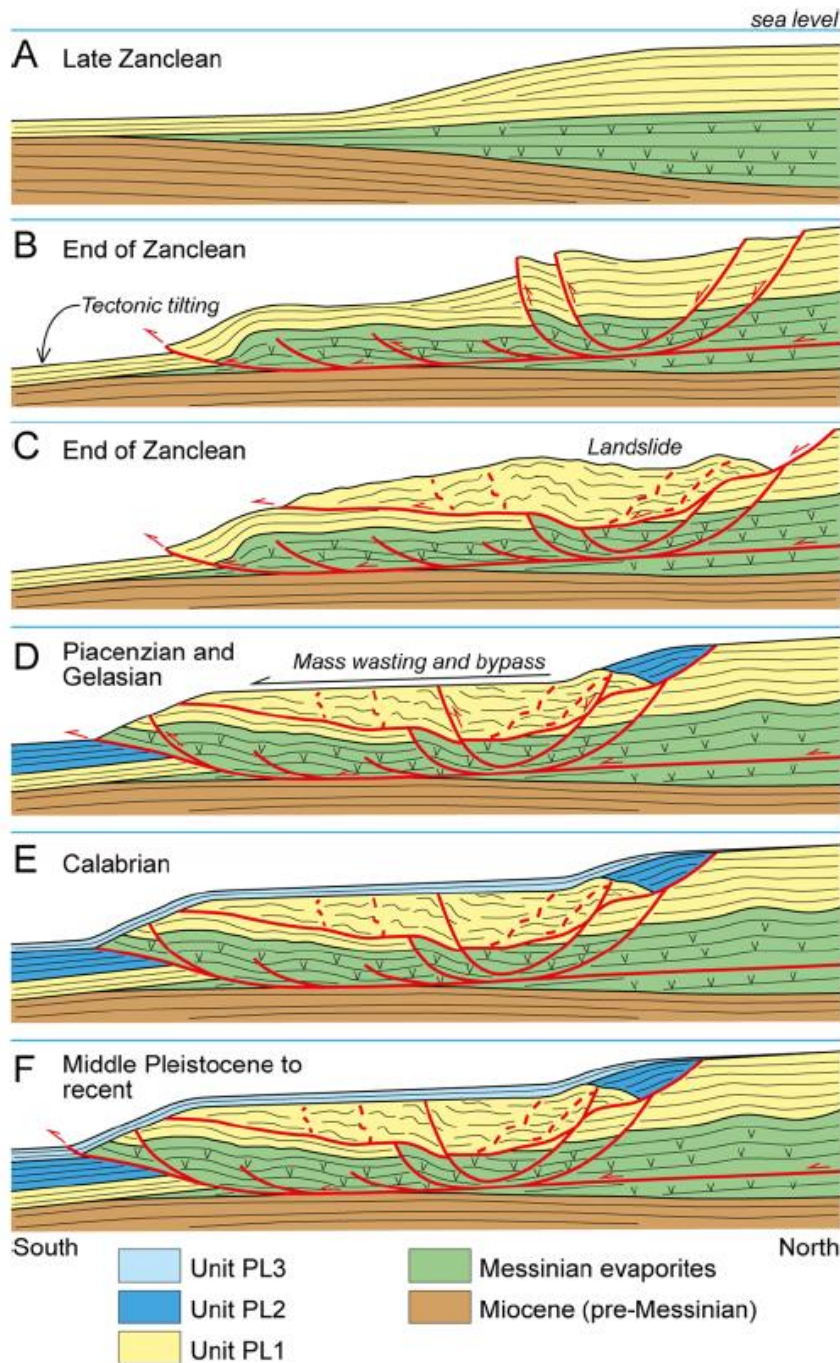 sea level
A Late Zanclean
B End of Zanclean
Tectonic tilting
C End of Zanclean
Landslide
D Piacenzian and
Gelasian
Mass wasting and bypass
E Calabrian
F Middle Pleistocene to
recent
South North
Unit PL3 Messinian evaporites
Unit PL2 Miocene (pre-Messinian)
Unit PL1